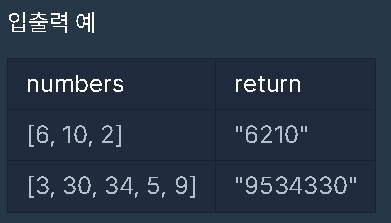 입출력 예
numbers return
[6, 10, 2] "6210"
[3, 30, 34, 5, 9] "9534330"